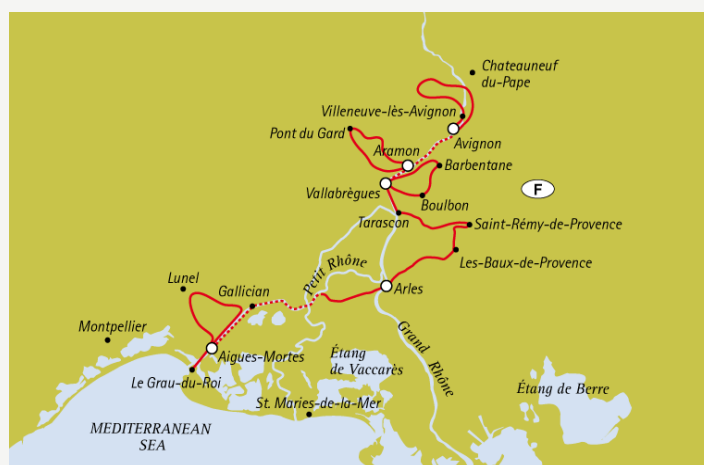 Chateauneuf
du-Pape
Villeneuve-lès-Avignon
Pont du Gard
Avignon
Aramon
Barbentane
Vallabrègues
F
Boulbon
Tarascon
Saint-Rémy-de-Provence
Petit Rhône
Les-Baux-de-Provence
Lunel
Gallician
Arles
Montpellier
Grand Rhône
Aigues-Mortes
Étang
de Vaccarès
Le Grau-du-Roi
Étang de Berre
St. Maries-de-la-Mer
MEDITERRANEAN
SEA